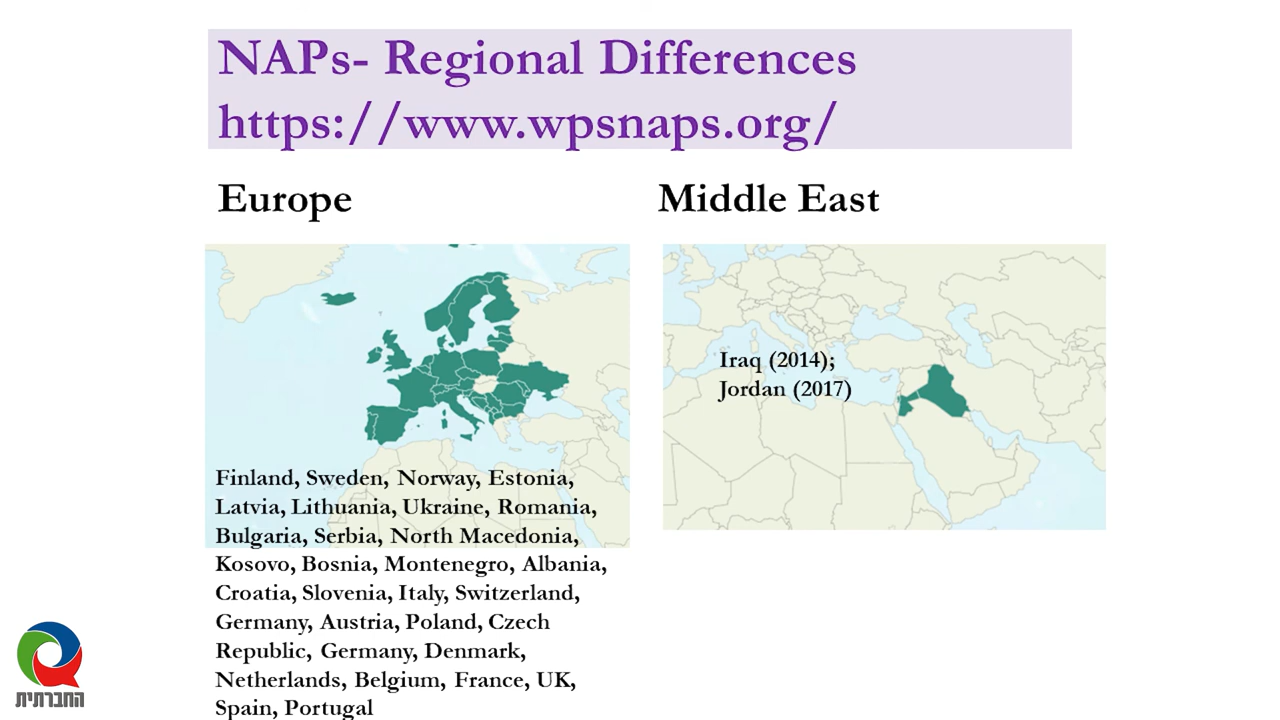 NAPs- Regional Differences
https://www.wpsnaps.org/
Europe
Finland, Sweden, Norway, Estonia,
Latvia, Lithuania, Ukraine, Romania,
Bulgaria, Serbia, North Macedonia,
Kosovo, Bosnia, Montenegro, Albania,
Croatia, Slovenia, Italy, Switzerland,
Germany, Austria, Poland, Czech
Republic, Germany, Denmark,
Netherlands, Belgium, France, UK,
Spain, Portugal
Middle East
Iraq (2014);
Jordan (2017)
החברתית